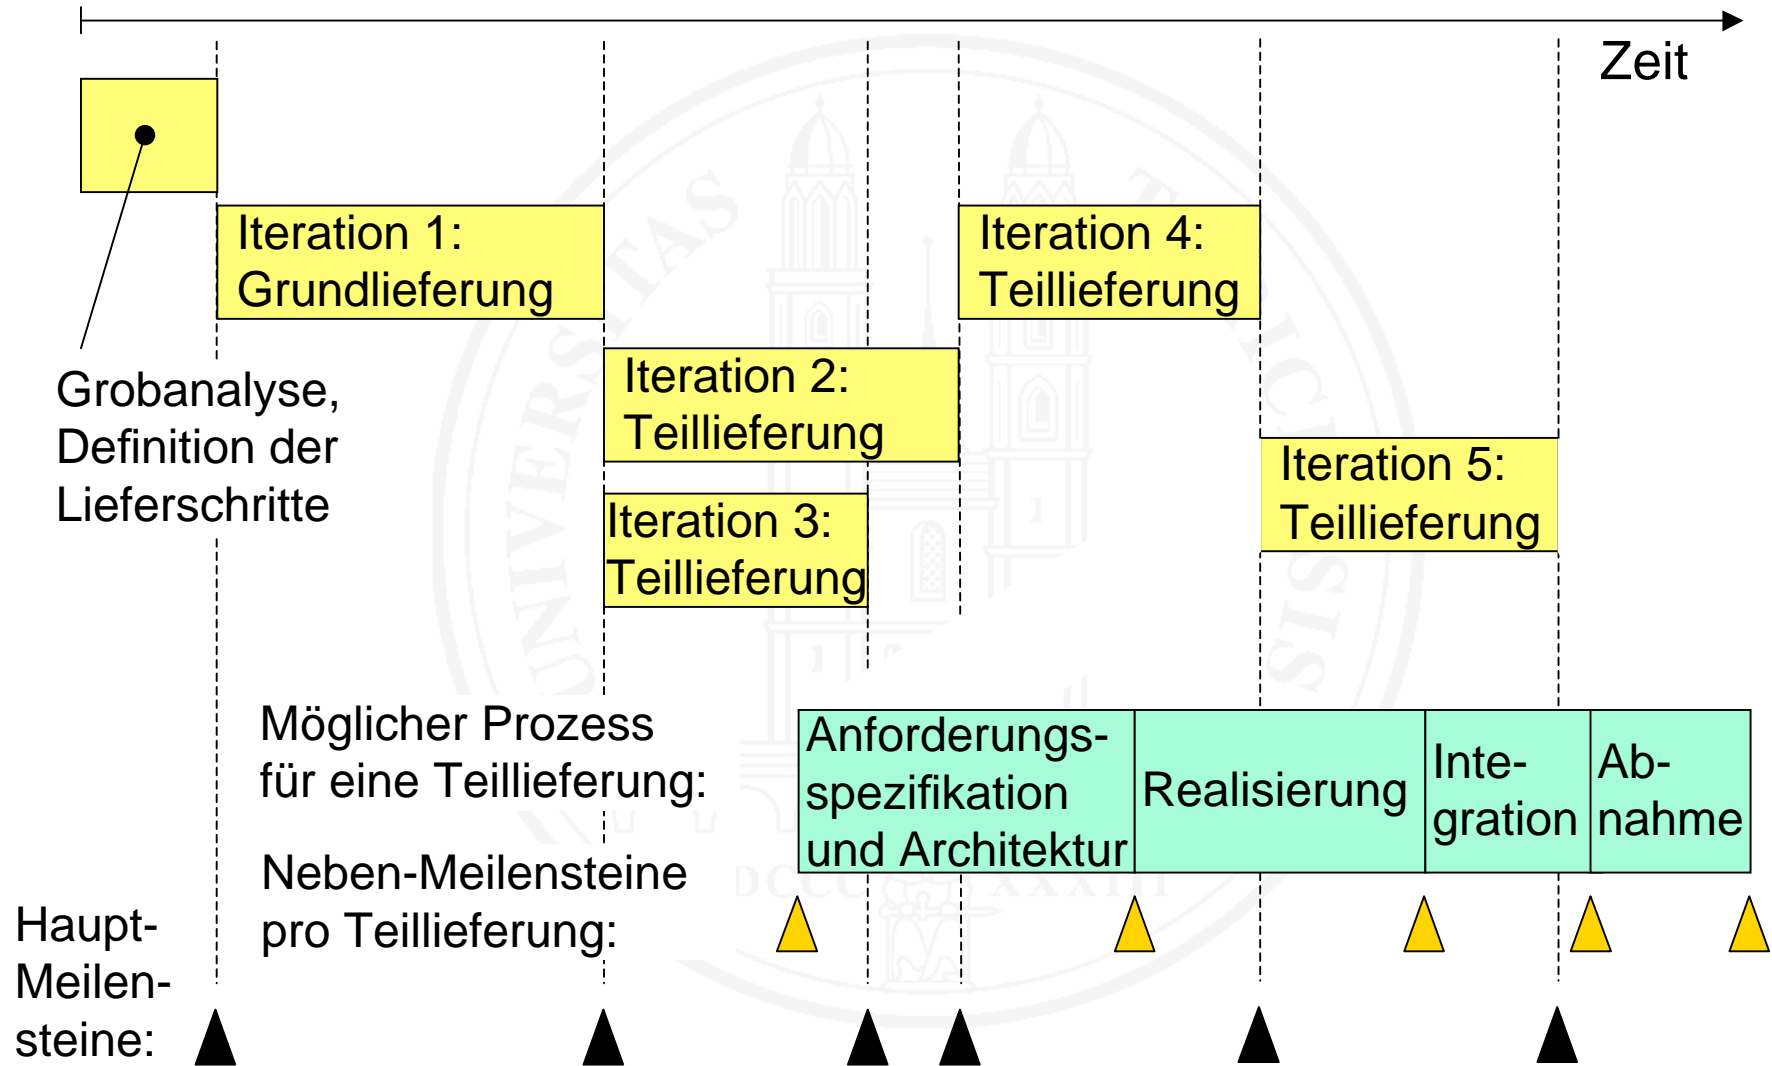 Zeit
Iteration 1:
Grundlieferung
Iteration 4:
Teillieferung
Grobanalyse,
Definition der
Lieferschritte
Iteration 2:
Teillieferung
Iteration 5:
Teillieferung
Iteration 3:
Teillieferung
Möglicher Prozess
für eine Teillieferung:
Anforderungs-
spezifikation
und Architektur
Realisierung
Inte-
gration
Ab-
nahme
Neben-Meilensteine
pro Teillieferung:
Haupt-
Meilen-
steine: